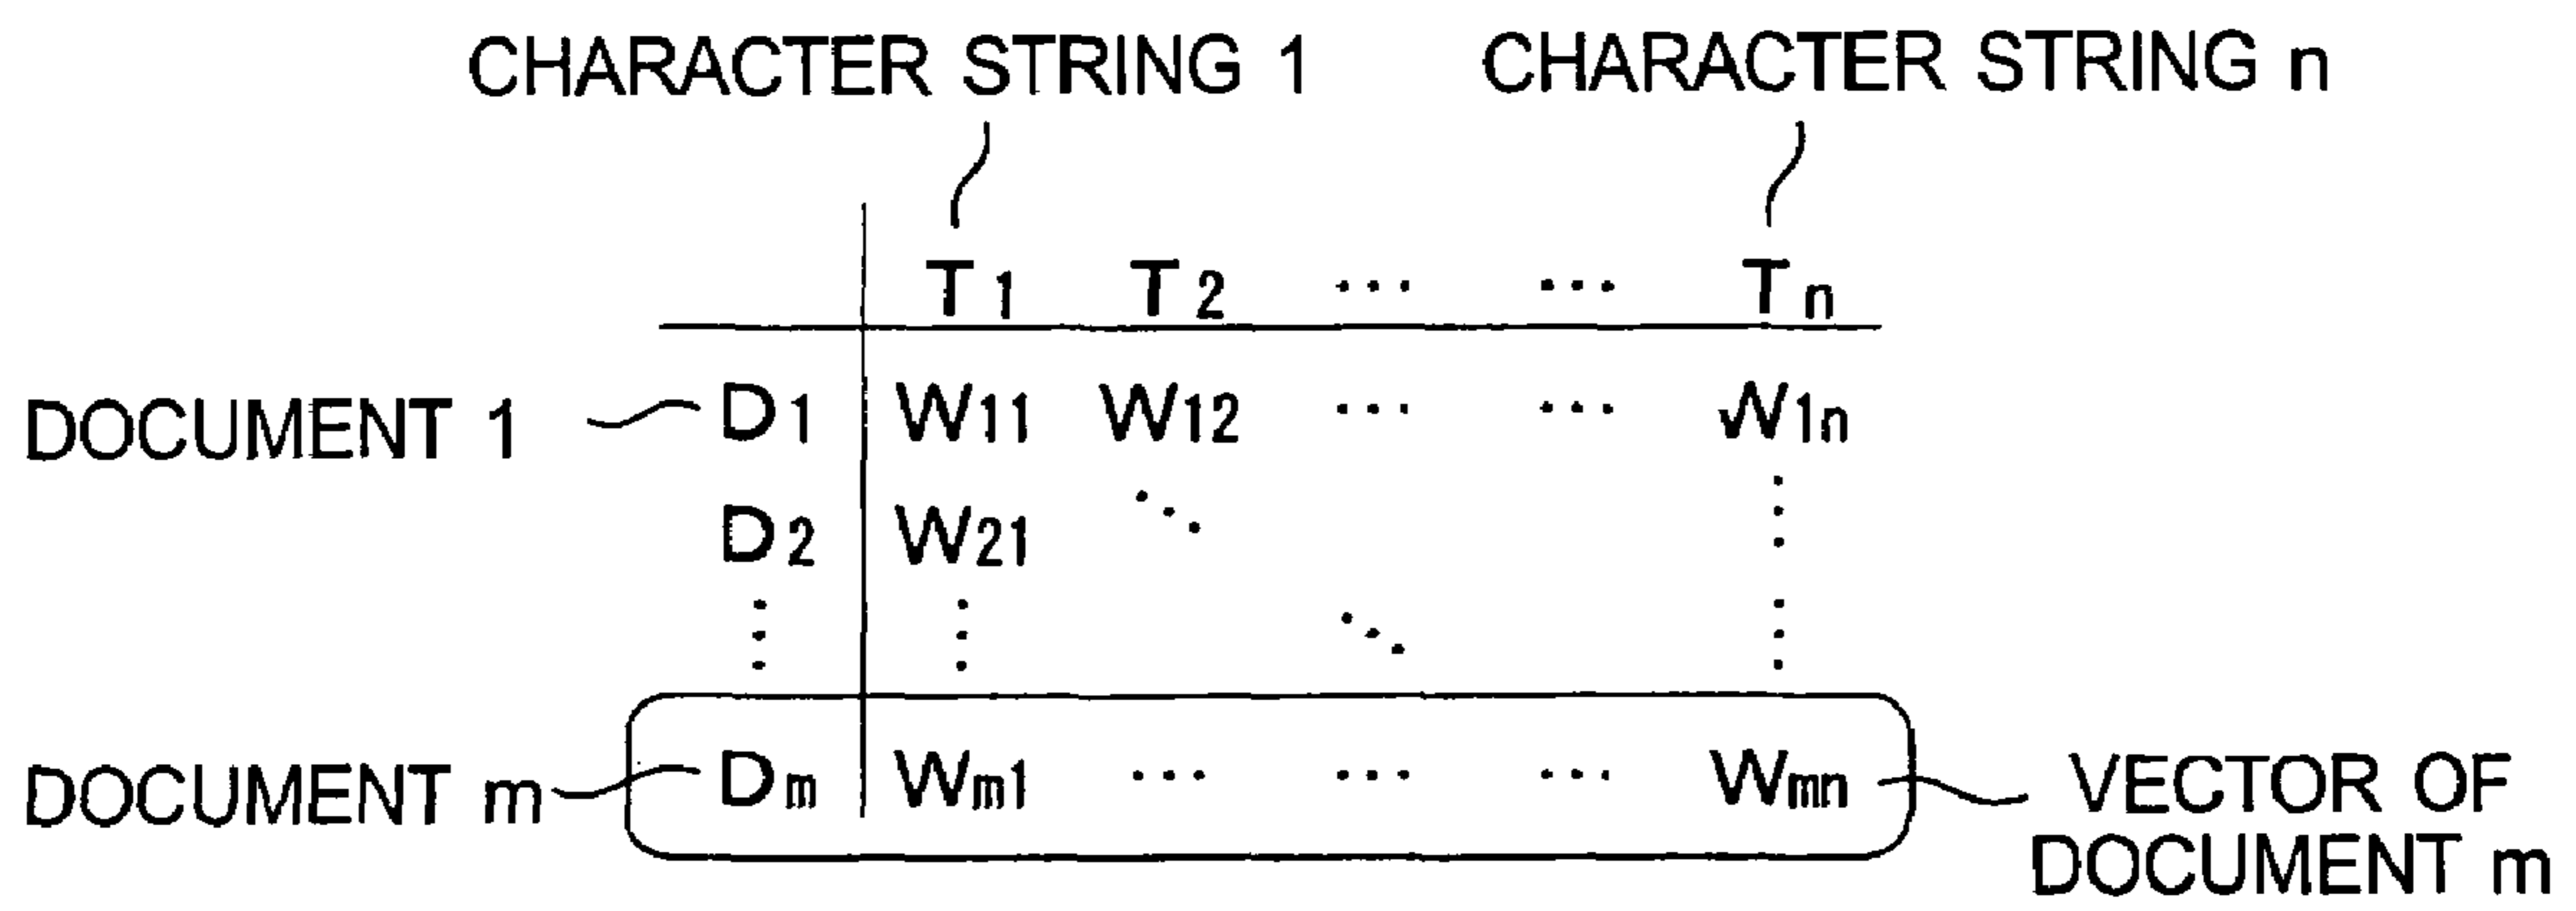 CHARACTER STRING 1 CHARACTER STRING n
T1 T2 ... ... Tn
DOCUMENT 1 D1 W11 W12 ... ... W1n
D2 W21
DOCUMENT m Dm Wm1 ... ... ... Wmn VECTOR OF
DOCUMENT m